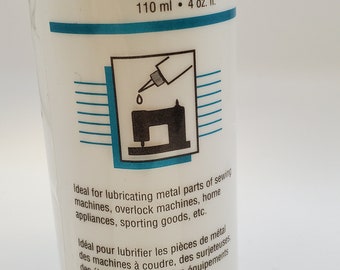 110 ml • 4 oz. fl.
Ideal for lubricating metal parts of sewing
machines, overlock machines, home
appliances, sporting goods, etc.
Idéal pour lubrifier les pièces de métal
des machines à coudre, des surjeteuses,
équipements